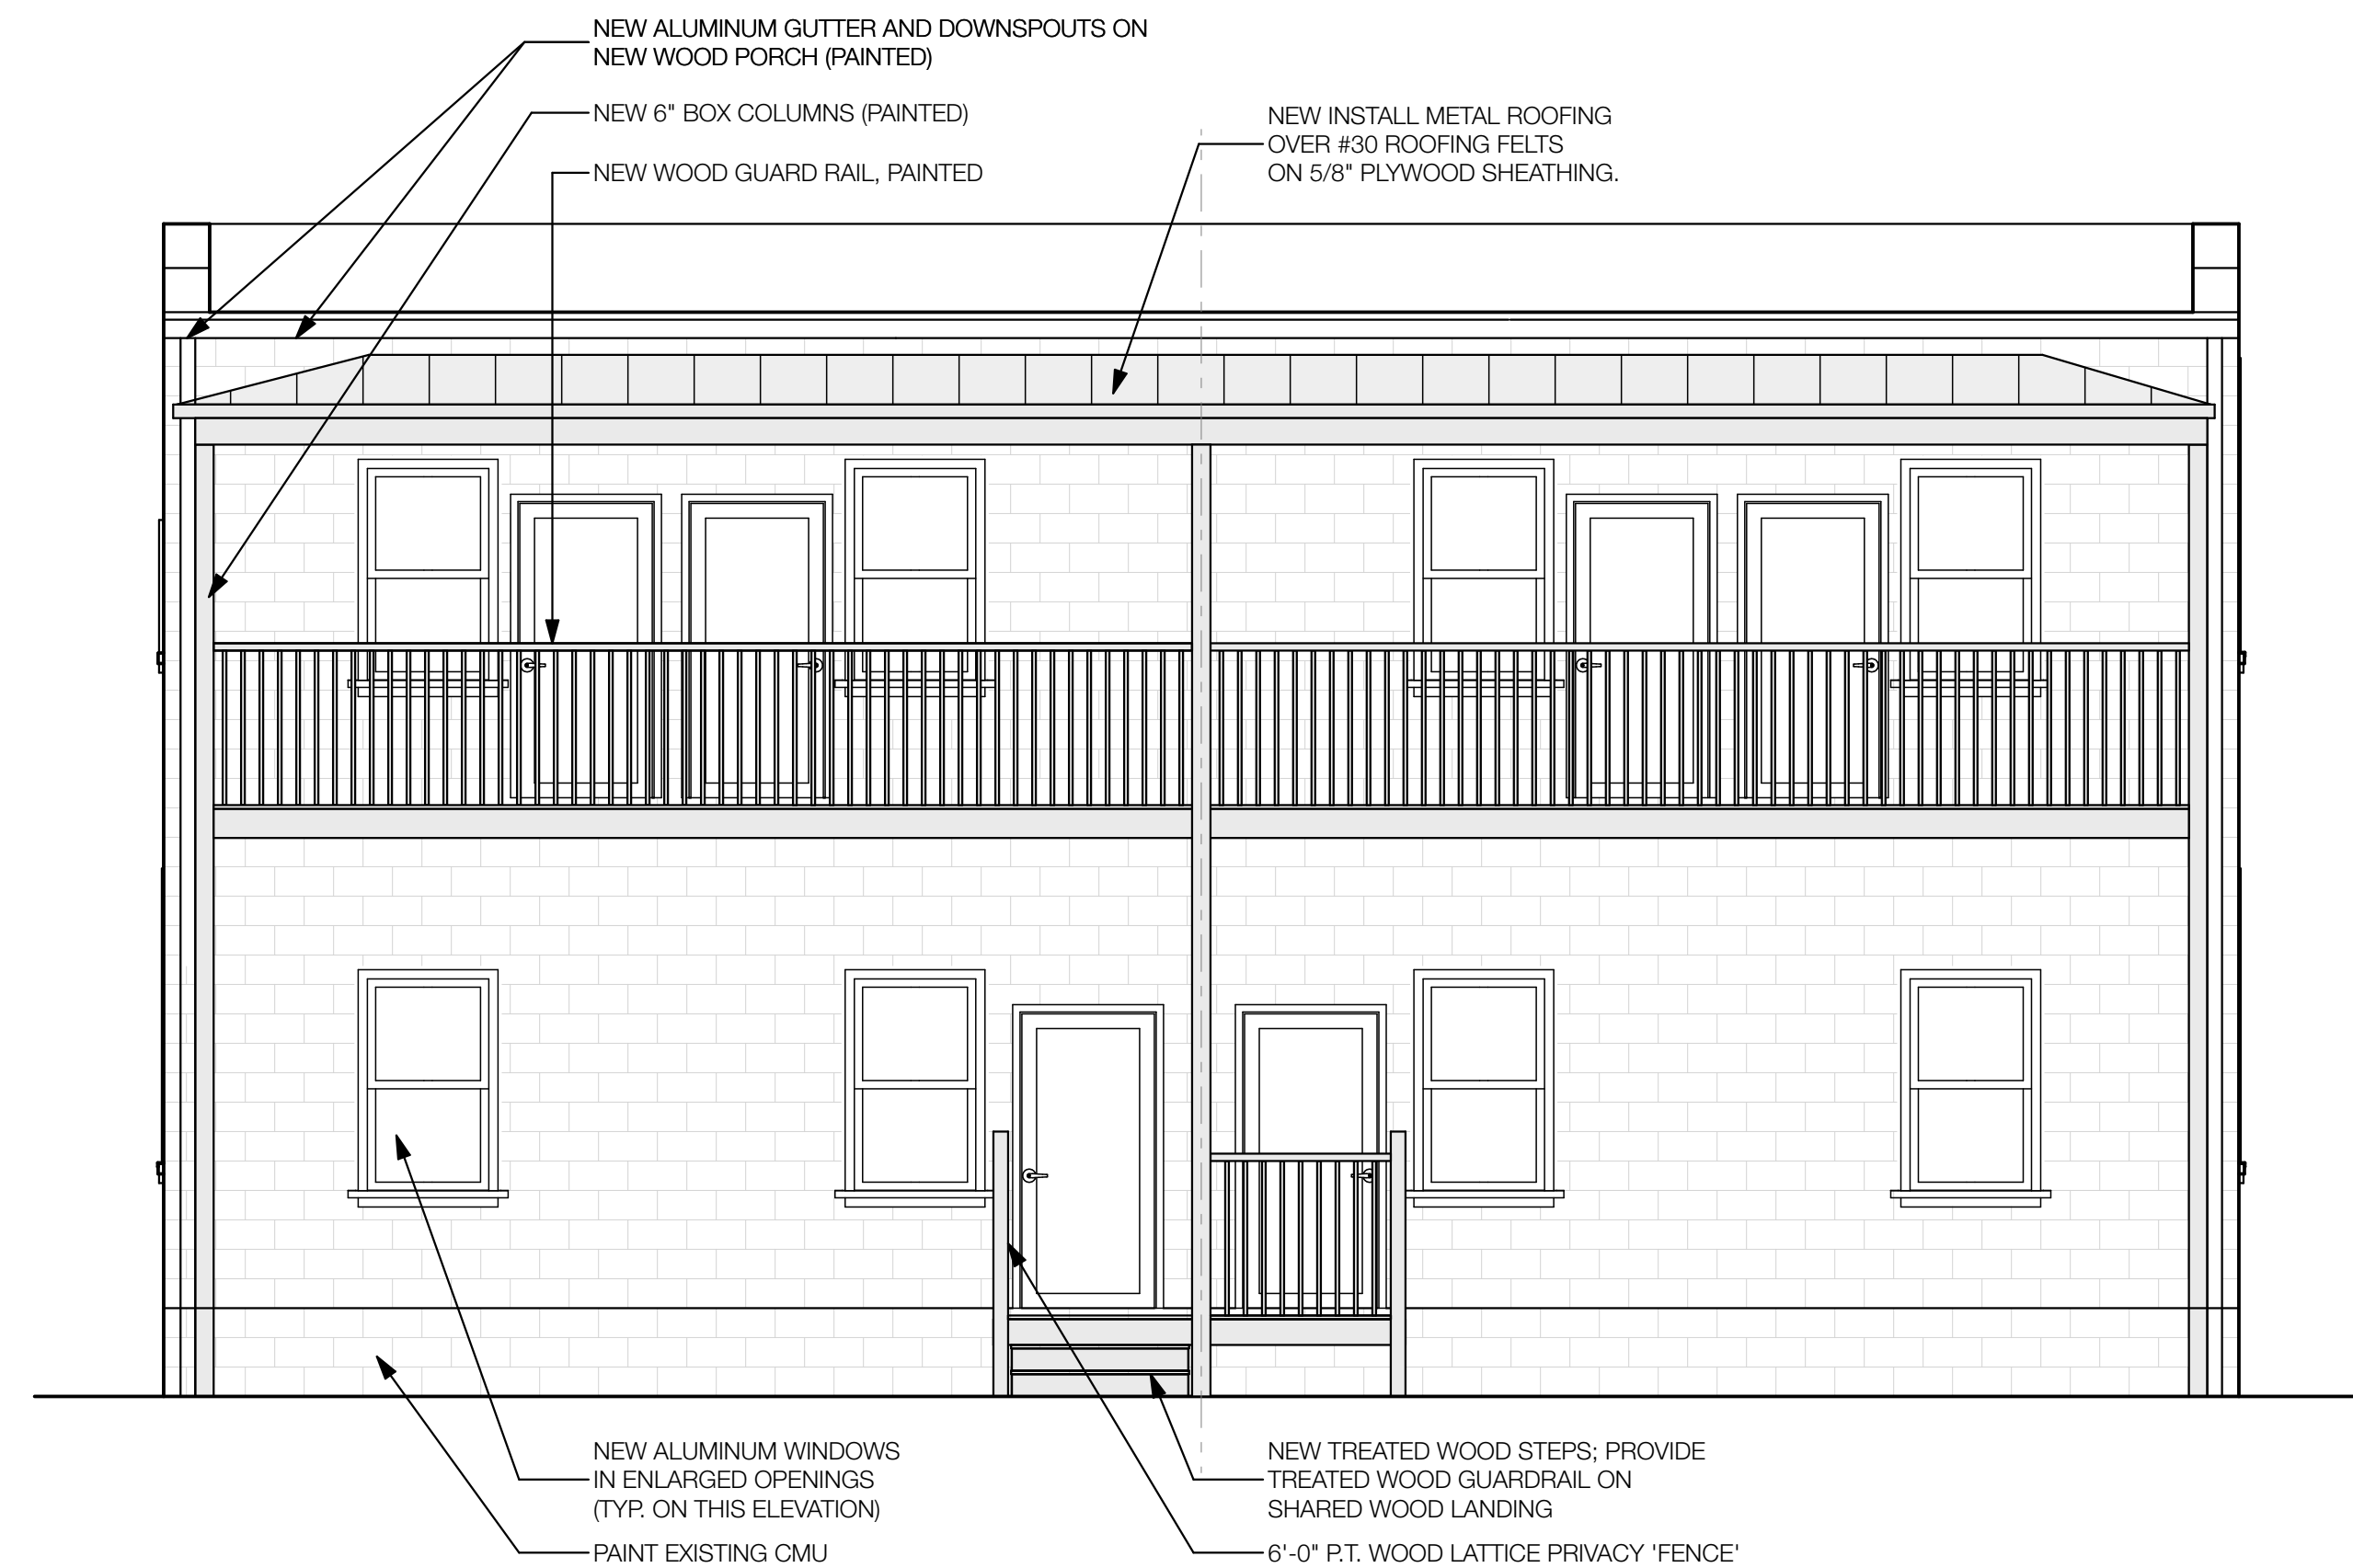 NEW ALUMINUM GUTTER AND DOWNSPOUTS ON
NEW WOOD PORCH (PAINTED)
NEW 6" BOX COLUMNS (PAINTED)
NEW WOOD GUARD RAIL, PAINTED
NEW INSTALL METAL ROOFING
OVER #30 ROOFING FELTS
ON 5/8" PLYWOOD SHEATHING.
NEW ALUMINUM WINDOWS
IN ENLARGED OPENINGS
(TYP. ON THIS ELEVATION)
PAINT EXISTING CMU
NEW TREATED WOOD STEPS; PROVIDE
TREATED WOOD GUARDRAIL ON
SHARED WOOD LANDING
6'-0" P.T. WOOD LATTICE PRIVACY 'FENCE'